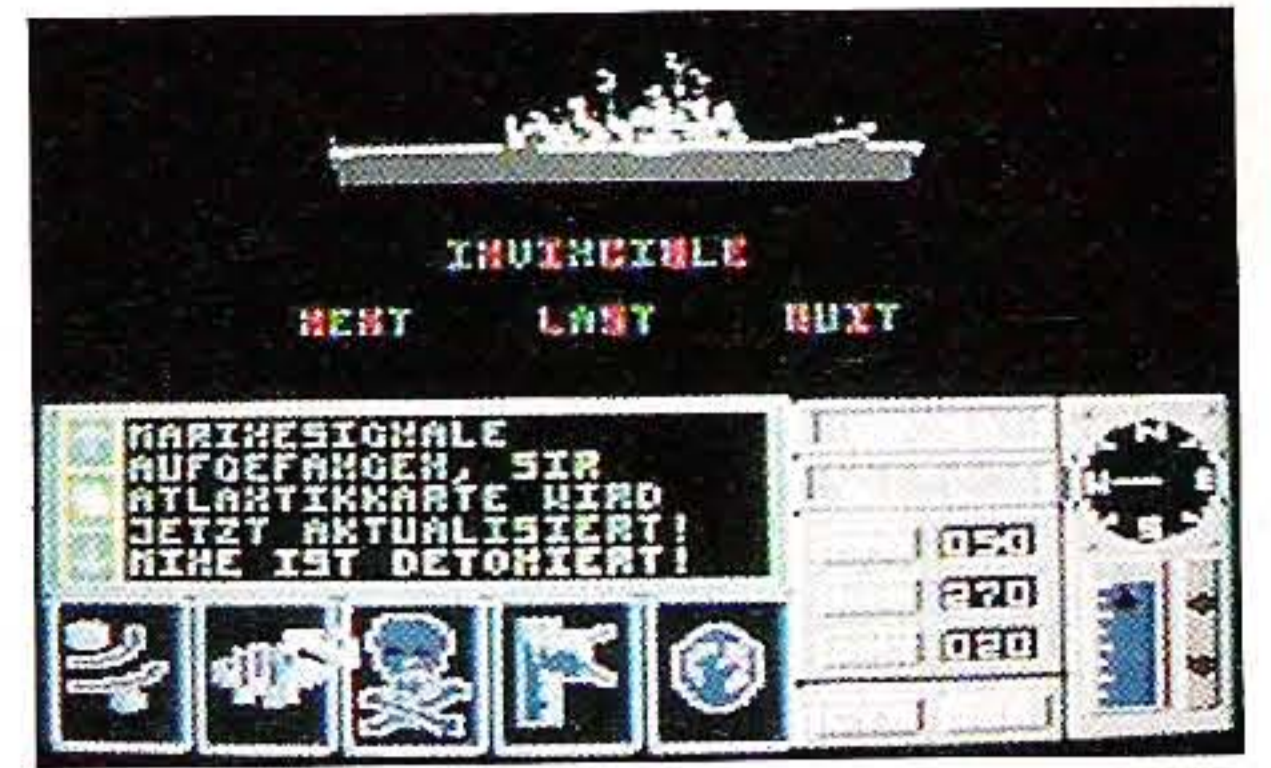 INVINCIBLE
NEXT LAST QUIT
MARINESIGNALE
AUFGEFANGEN, SIR
ATLANTIKKARTE WIRD
JETZT AKTUALISIERT!
MINE IST DETONIERT!
N
W E
S
050
270
020